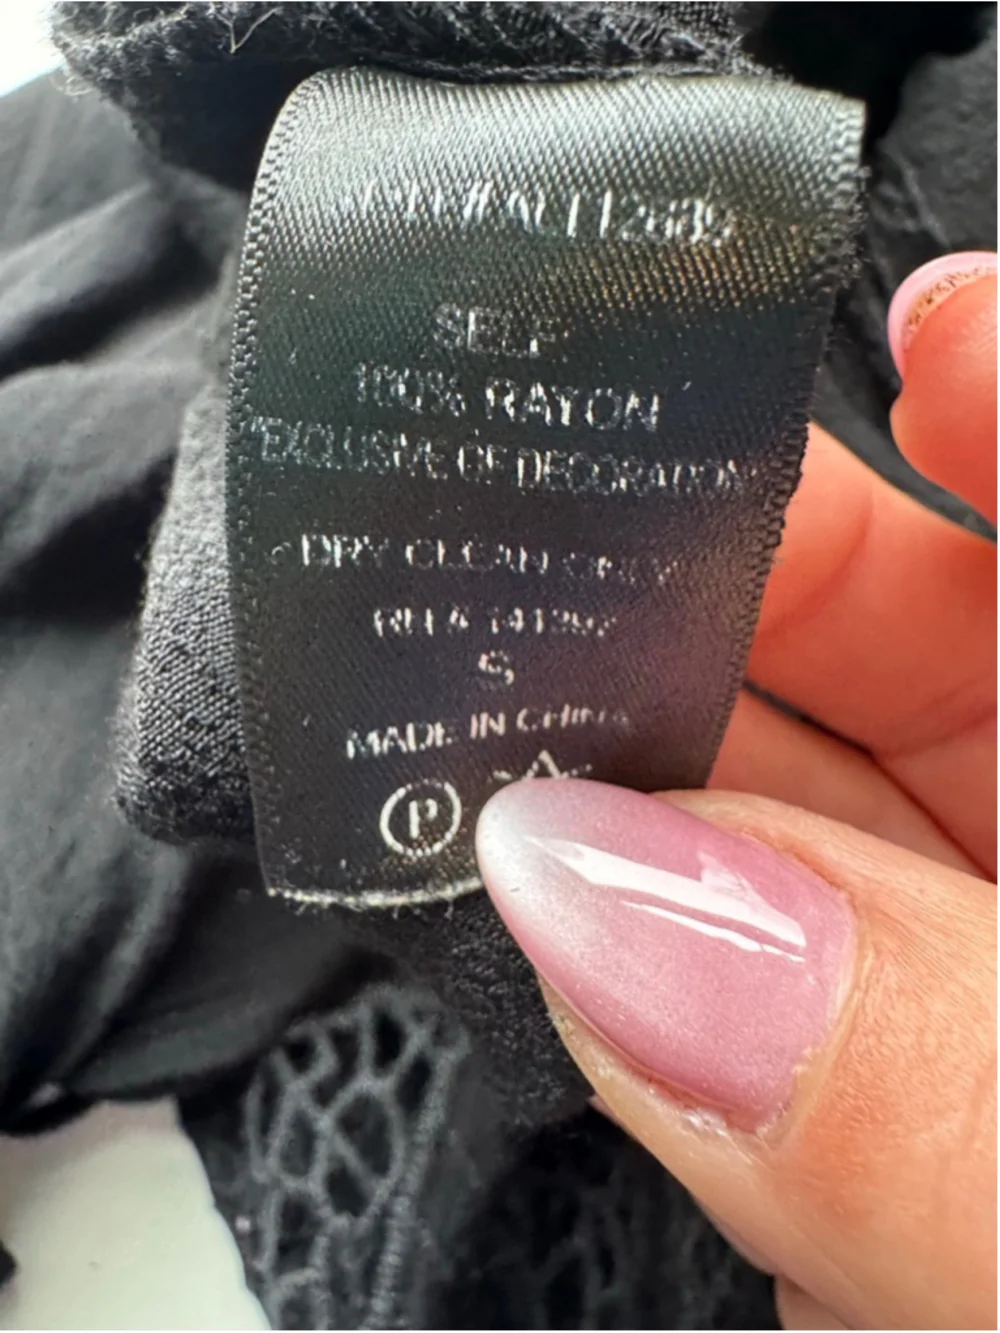 SELF
100% RAYON
"EXCLUSIVE OF DECORATION"
DRY CLEAN ONLY
S
MADE IN CHINA
P